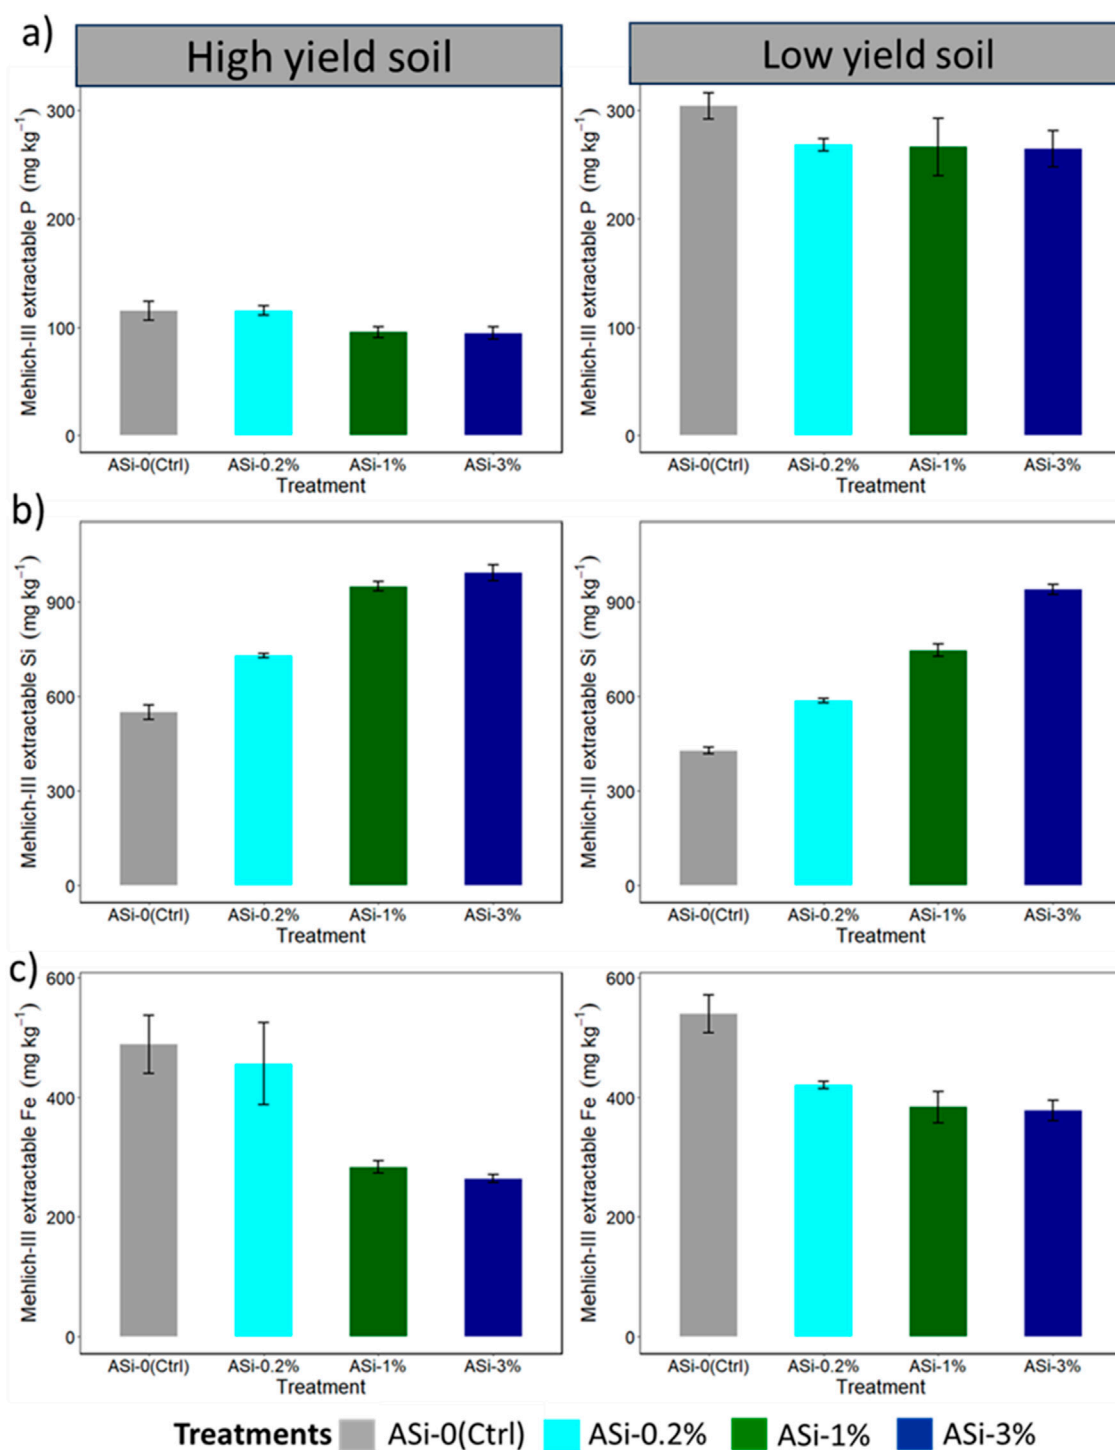 a)
High yield soil
Low yield soil
Mehlich-III extractable P (mg kg⁻¹)
300
200
100
0
ASi-0(Ctrl) ASi-0.2% ASi-1% ASi-3%
Treatment
Mehlich-III extractable P (mg kg⁻¹)
300
200
100
0
ASi-0(Ctrl) ASi-0.2% ASi-1% ASi-3%
Treatment
b)
Mehlich-III extractable Si (mg kg⁻¹)
900
600
300
0
ASi-0(Ctrl) ASi-0.2% ASi-1% ASi-3%
Treatment
Mehlich-III extractable Si (mg kg⁻¹)
900
600
300
0
ASi-0(Ctrl) ASi-0.2% ASi-1% ASi-3%
Treatment
c)
Mehlich-III extractable Fe (mg kg⁻¹)
600
400
200
0
ASi-0(Ctrl) ASi-0.2% ASi-1% ASi-3%
Treatment
Mehlich-III extractable Fe (mg kg⁻¹)
600
400
200
0
ASi-0(Ctrl) ASi-0.2% ASi-1% ASi-3%
Treatment
Treatments ASi-0(Ctrl) ASi-0.2% ASi-1% ASi-3%